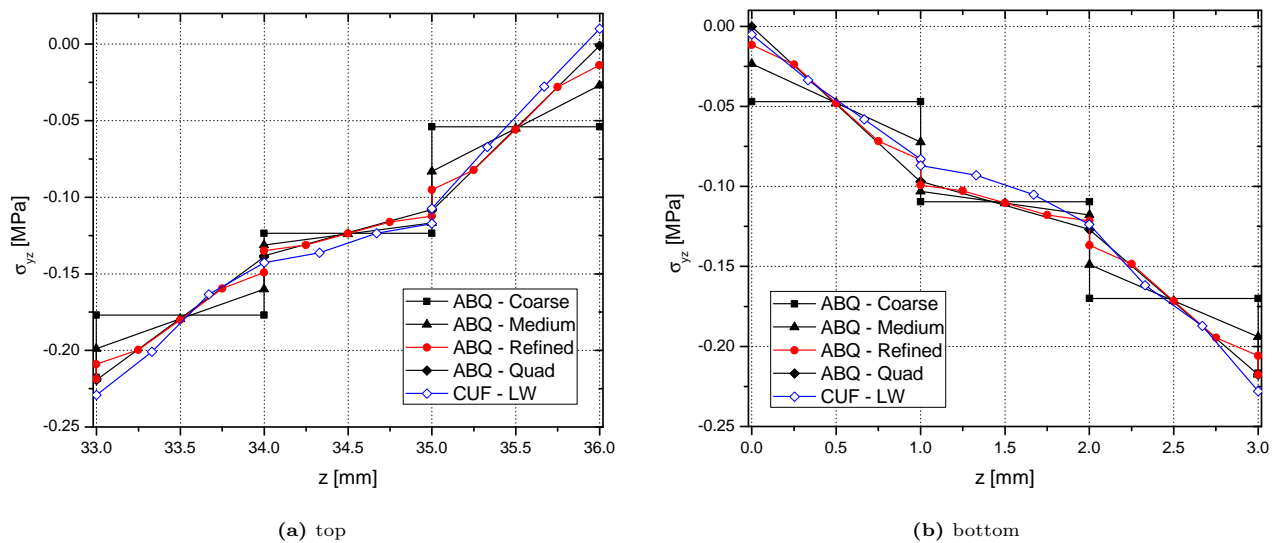 0.00
-0.05
-0.10
-0.15
-0.20
-0.25
σyz [MPa]
33.0 33.5 34.0 34.5 35.0 35.5 36.0
z [mm]
ABQ - Coarse
ABQ - Medium
ABQ - Refined
ABQ - Quad
CUF - LW
(a) top
0.00
-0.05
-0.10
-0.15
-0.20
-0.25
σyz [MPa]
0.0 0.5 1.0 1.5 2.0 2.5 3.0
z [mm]
ABQ - Coarse
ABQ - Medium
ABQ - Refined
ABQ - Quad
CUF - LW
(b) bottom